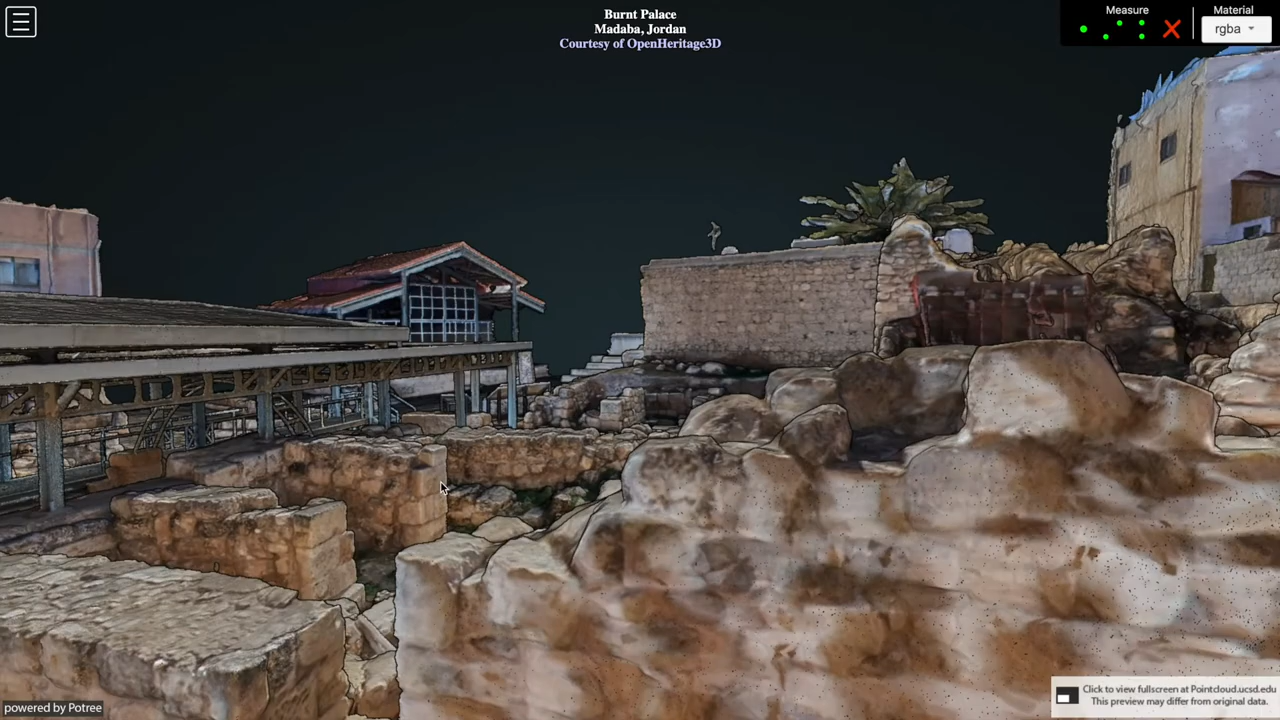 Burnt Palace
Madaba, Jordan
Courtesy of OpenHeritage3D
Measure
Material
rgba
powered by Potree
Click to view fullscreen at Pointcloud.ucsd.edu
This preview may differ from original data.